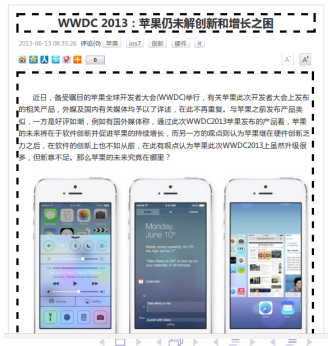 WWDC 2013：苹果仍未解创新和增长之困
2013-06-13 08:35:26 评论(0) 苹果 ios7 创新 硬件 it
0 A- A+
近日，备受瞩目的苹果全球开发者大会(WWDC)举行，有关苹果此次开发者大会上发布
的相关产品，外媒及国内有关媒体均予以了详述，在此不再重复。与苹果之前发布产品类
似，一方是好评如潮，例如有国外媒体称，通过此次WWDC2013苹果发布的产品看，苹果
的未来将在于软件创新并促进苹果的持续增长，而另一方的观点则认为苹果继在硬件创新乏
力之后，在软件的创新上也不如从前，在此有观点认为苹果此次WWDC2013上虽然升级很
多，但新意不足。那么苹果的未来究竟在哪里？
Monday,
June 10th
Calendar